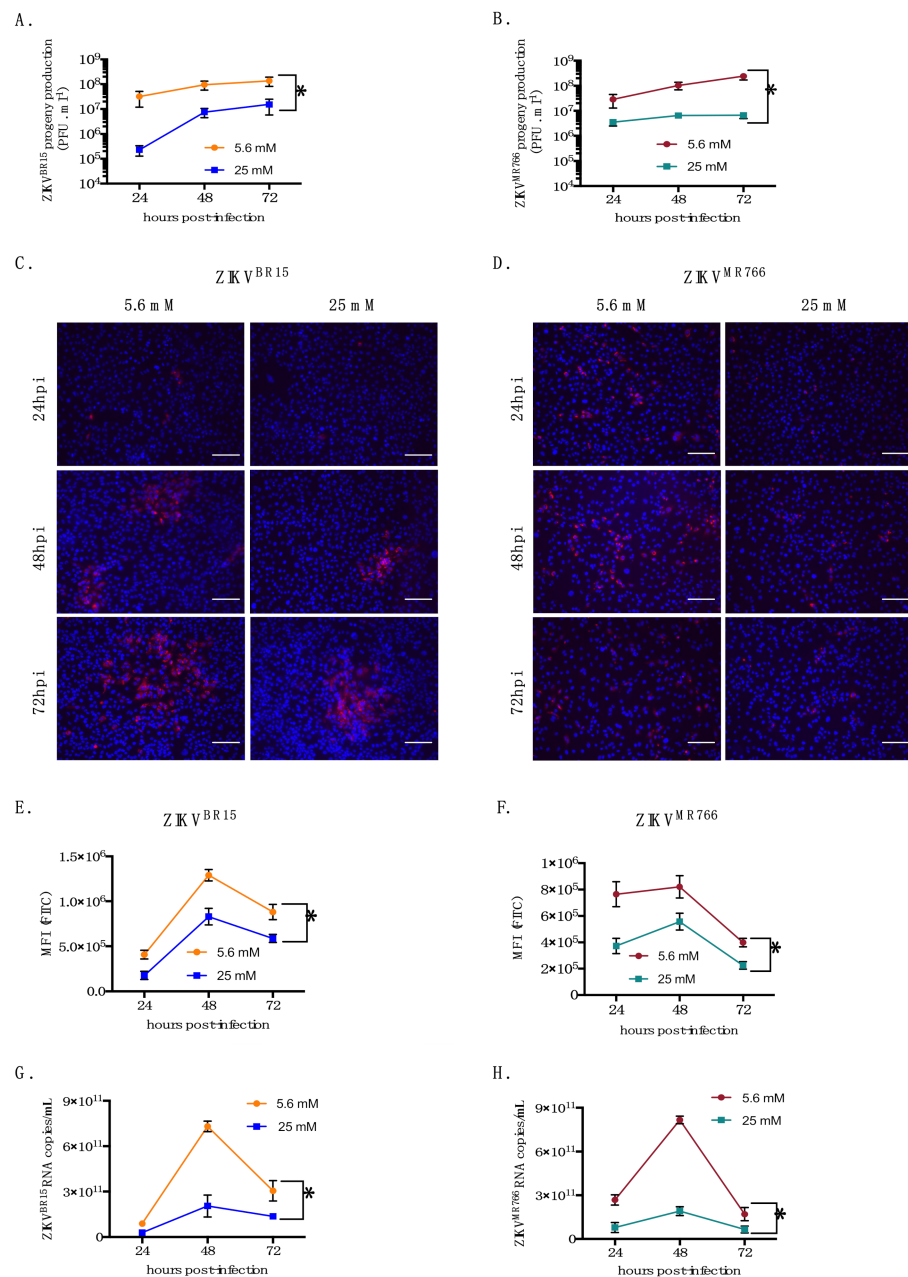 A.
ZIKV^BR15 progeny production
(PFU.ml^-1)
10^9
10^8
10^7
10^6
10^5
10^4
5.6 mM
25 mM
*
24 48 72
hours post-infection
B.
ZIKV^MR766 progeny production
(PFU.ml^-1)
10^9
10^8
10^7
10^6
10^5
10^4
5.6 mM
25 mM
*
24 48 72
hours post-infection
C.
ZIKV^BR15
5.6 mM 25 mM
24hpi
48hpi
72hpi
D.
ZIKV^MR766
5.6 mM 25 mM
24hpi
48hpi
72hpi
E.
ZIKV^BR15
MFI (FITC)
1.5×10^6
1.0×10^6
5.0×10^5
0.0
5.6 mM
25 mM
*
24 48 72
hours post-infection
F.
ZIKV^MR766
MFI (FITC)
1×10^6
8×10^5
6×10^5
4×10^5
2×10^5
0
5.6 mM
25 mM
*
24 48 72
hours post-infection
G.
ZIKV^BR15 RNA copies/mL
9×10^11
6×10^11
3×10^11
0
5.6 mM
25 mM
*
24 48 72
hours post-infection
H.
ZIKV^MR766 RNA copies/mL
9×10^11
6×10^11
3×10^11
0
5.6 mM
25 mM
*
24 48 72
hours post-infection